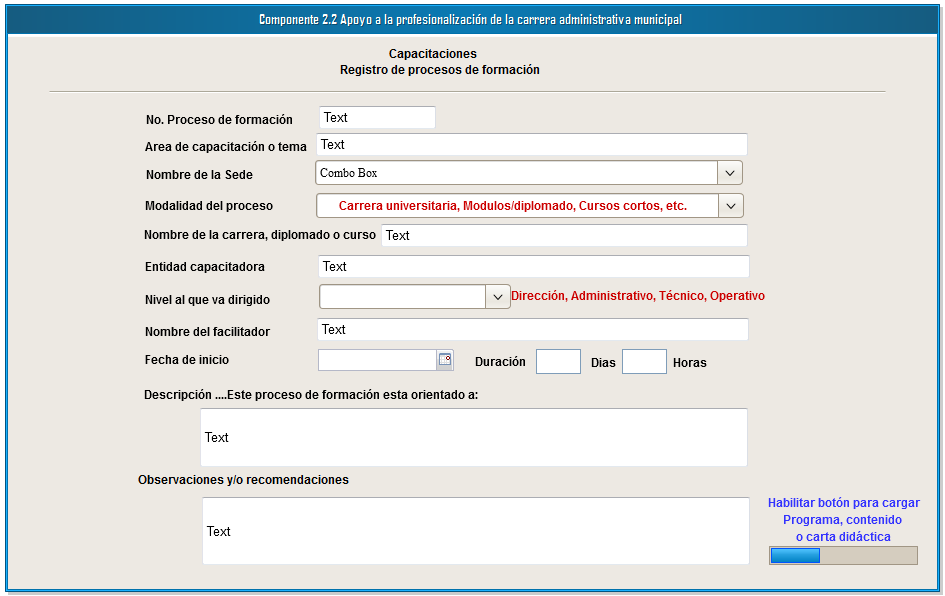 Componente 2.2 Apoyo a la profesionalización de la carrera administrativa municipal
Capacitaciones
Registro de procesos de formación
No. Proceso de formación Text
Area de capacitación o tema Text
Nombre de la Sede Combo Box
Modalidad del proceso Carrera universitaria, Modulos/diplomado, Cursos cortos, etc.
Nombre de la carrera, diplomado o curso Text
Entidad capacitadora Text
Nivel al que va dirigido Dirección, Administrativo, Técnico, Operativo
Nombre del facilitador Text
Fecha de inicio Duración Dias Horas
Descripción ....Este proceso de formación esta orientado a:
Text
Observaciones y/o recomendaciones
Text
Habilitar botón para cargar
Programa, contenido
o carta didáctica